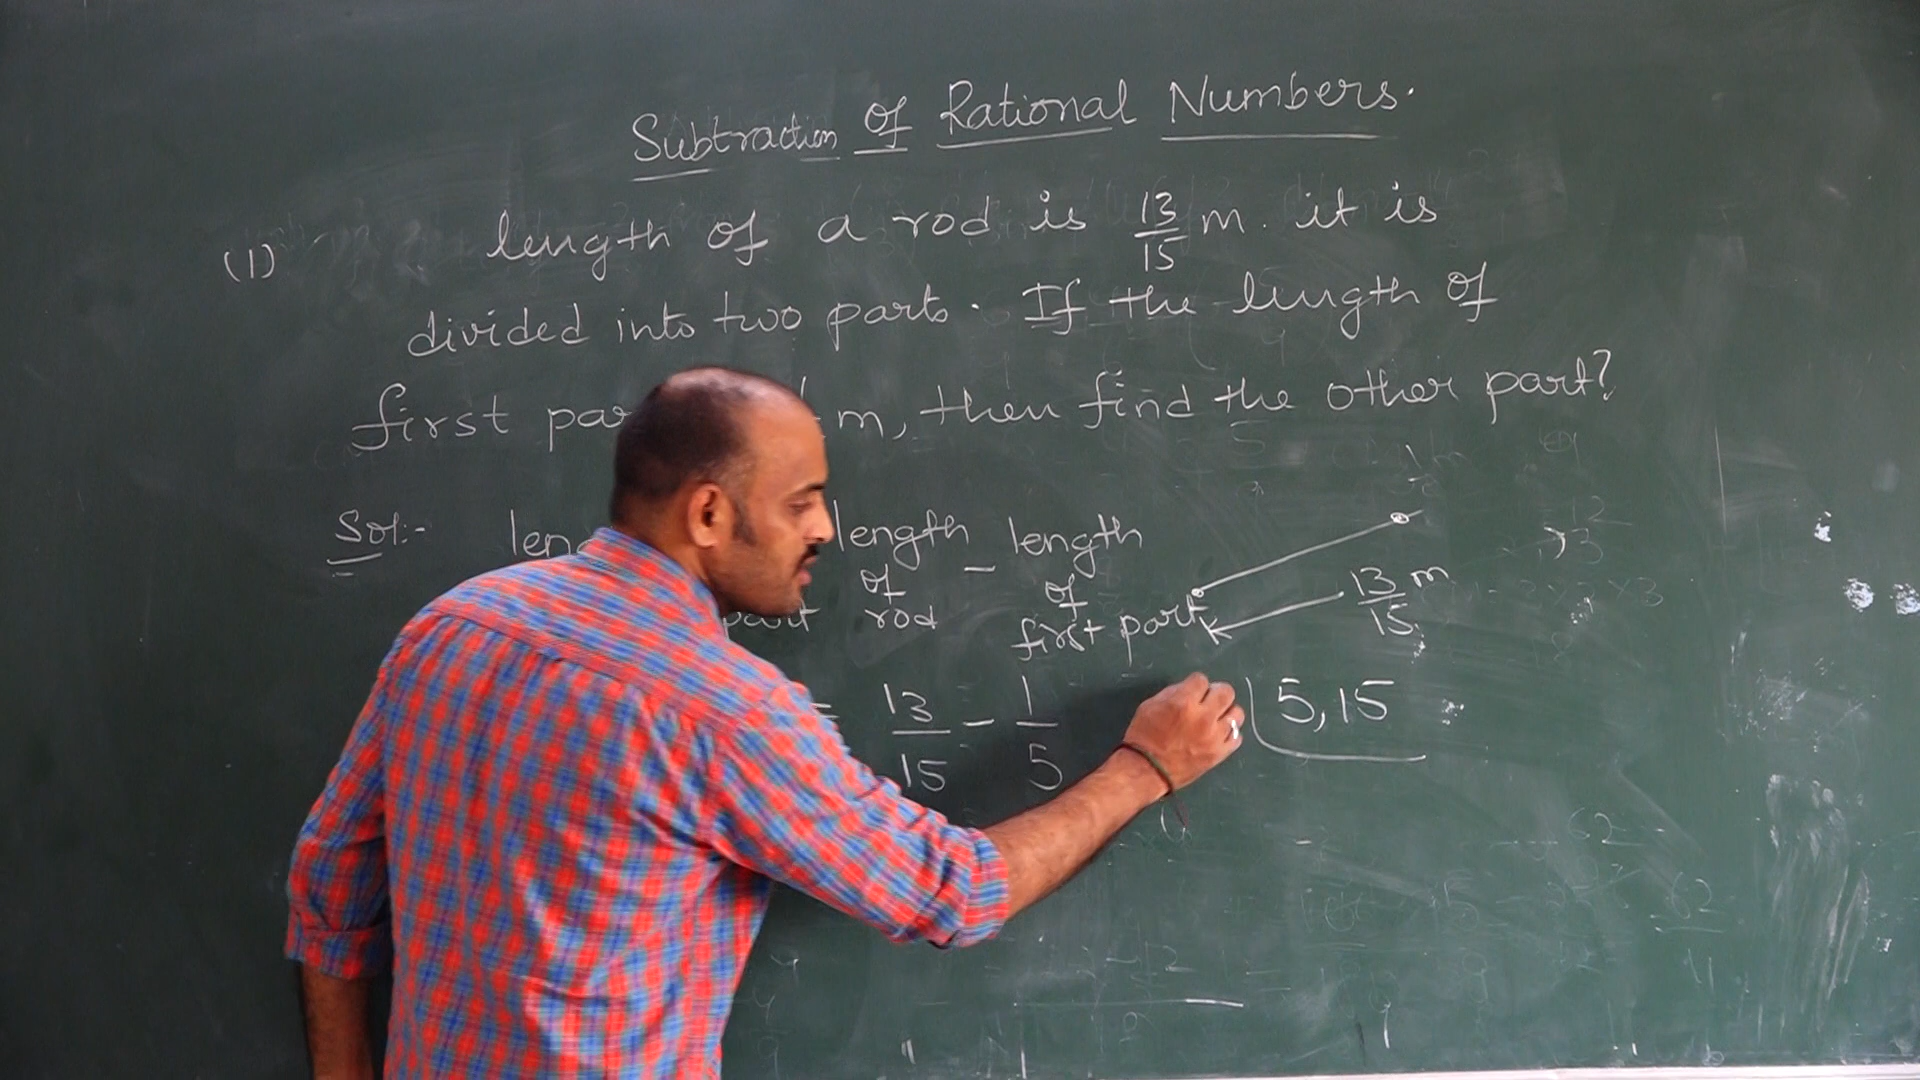 Subtraction of Rational Numbers.
(1) length of a rod is 13/15 m. it is
divided into two parts. If the length of
first m, then find the other part?
Sol:- length - length
of of
part rod first part
13/15 m
= 13/15 - 1/5
5, 15